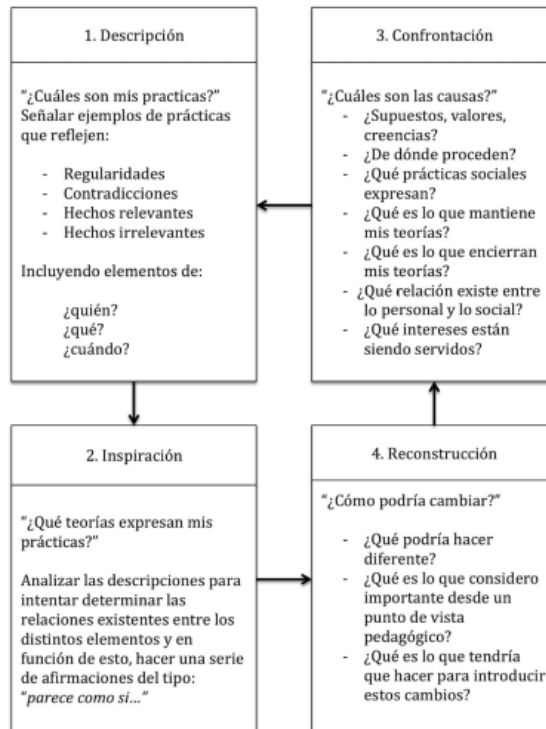 1. Descripción
“¿Cuáles son mis practicas?”
Señalar ejemplos de prácticas
que reflejen:
- Regularidades
- Contradicciones
- Hechos relevantes
- Hechos irrelevantes
Incluyendo elementos de:
¿quién?
¿qué?
¿cuándo?
2. Inspiración
“¿Qué teorías expresan mis
prácticas?”
Analizar las descripciones para
intentar determinar las
relaciones existentes entre los
distintos elementos y en
función de esto, hacer una serie
de afirmaciones del tipo:
“parece como si…”
3. Confrontación
“¿Cuáles son las causas?”
- ¿Supuestos, valores,
creencias?
- ¿De dónde proceden?
- ¿Qué prácticas sociales
expresan?
- ¿Qué es lo que mantiene
mis teorías?
- ¿Qué es lo que encierran
mis teorías?
- ¿Qué relación existe entre
lo personal y lo social?
- ¿Qué intereses están
siendo servidos?
4. Reconstrucción
“¿Cómo podría cambiar?”
- ¿Qué podría hacer
diferente?
- ¿Qué es lo que considero
importante desde un
punto de vista
pedagógico?
- ¿Qué es lo que tendría
que hacer para introducir
estos cambios?